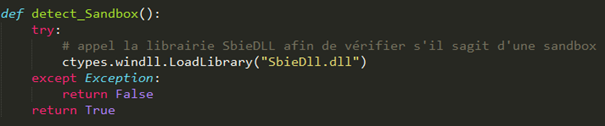 def detect_Sandbox():
    try:
        # appel la librairie SbieDLL afin de vérifier s'il sagit d'une sandbox
        ctypes.windll.LoadLibrary("SbieDll.dll")
    except Exception:
        return False
    return True